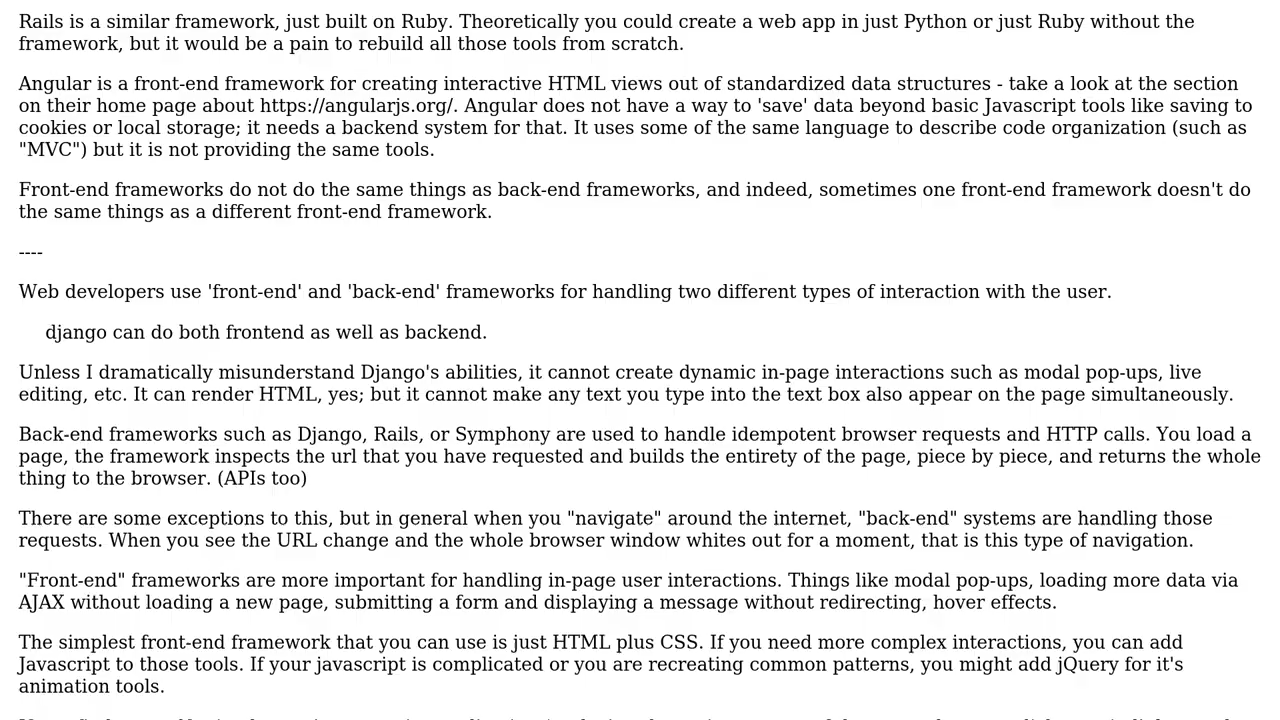 Rails is a similar framework, just built on Ruby. Theoretically you could create a web app in just Python or just Ruby without the
framework, but it would be a pain to rebuild all those tools from scratch.
Angular is a front-end framework for creating interactive HTML views out of standardized data structures - take a look at the section
on their home page about https://angularjs.org/. Angular does not have a way to 'save' data beyond basic Javascript tools like saving to
cookies or local storage; it needs a backend system for that. It uses some of the same language to describe code organization (such as
"MVC") but it is not providing the same tools.
Front-end frameworks do not do the same things as back-end frameworks, and indeed, sometimes one front-end framework doesn't do
the same things as a different front-end framework.
----
Web developers use 'front-end' and 'back-end' frameworks for handling two different types of interaction with the user.
django can do both frontend as well as backend.
Unless I dramatically misunderstand Django's abilities, it cannot create dynamic in-page interactions such as modal pop-ups, live
editing, etc. It can render HTML, yes; but it cannot make any text you type into the text box also appear on the page simultaneously.
Back-end frameworks such as Django, Rails, or Symphony are used to handle idempotent browser requests and HTTP calls. You load a
page, the framework inspects the url that you have requested and builds the entirety of the page, piece by piece, and returns the whole
thing to the browser. (APIs too)
There are some exceptions to this, but in general when you "navigate" around the internet, "back-end" systems are handling those
requests. When you see the URL change and the whole browser window whites out for a moment, that is this type of navigation.
"Front-end" frameworks are more important for handling in-page user interactions. Things like modal pop-ups, loading more data via
AJAX without loading a new page, submitting a form and displaying a message without redirecting, hover effects.
The simplest front-end framework that you can use is just HTML plus CSS. If you need more complex interactions, you can add
Javascript to those tools. If your javascript is complicated or you are recreating common patterns, you might add jQuery for it's
animation tools.